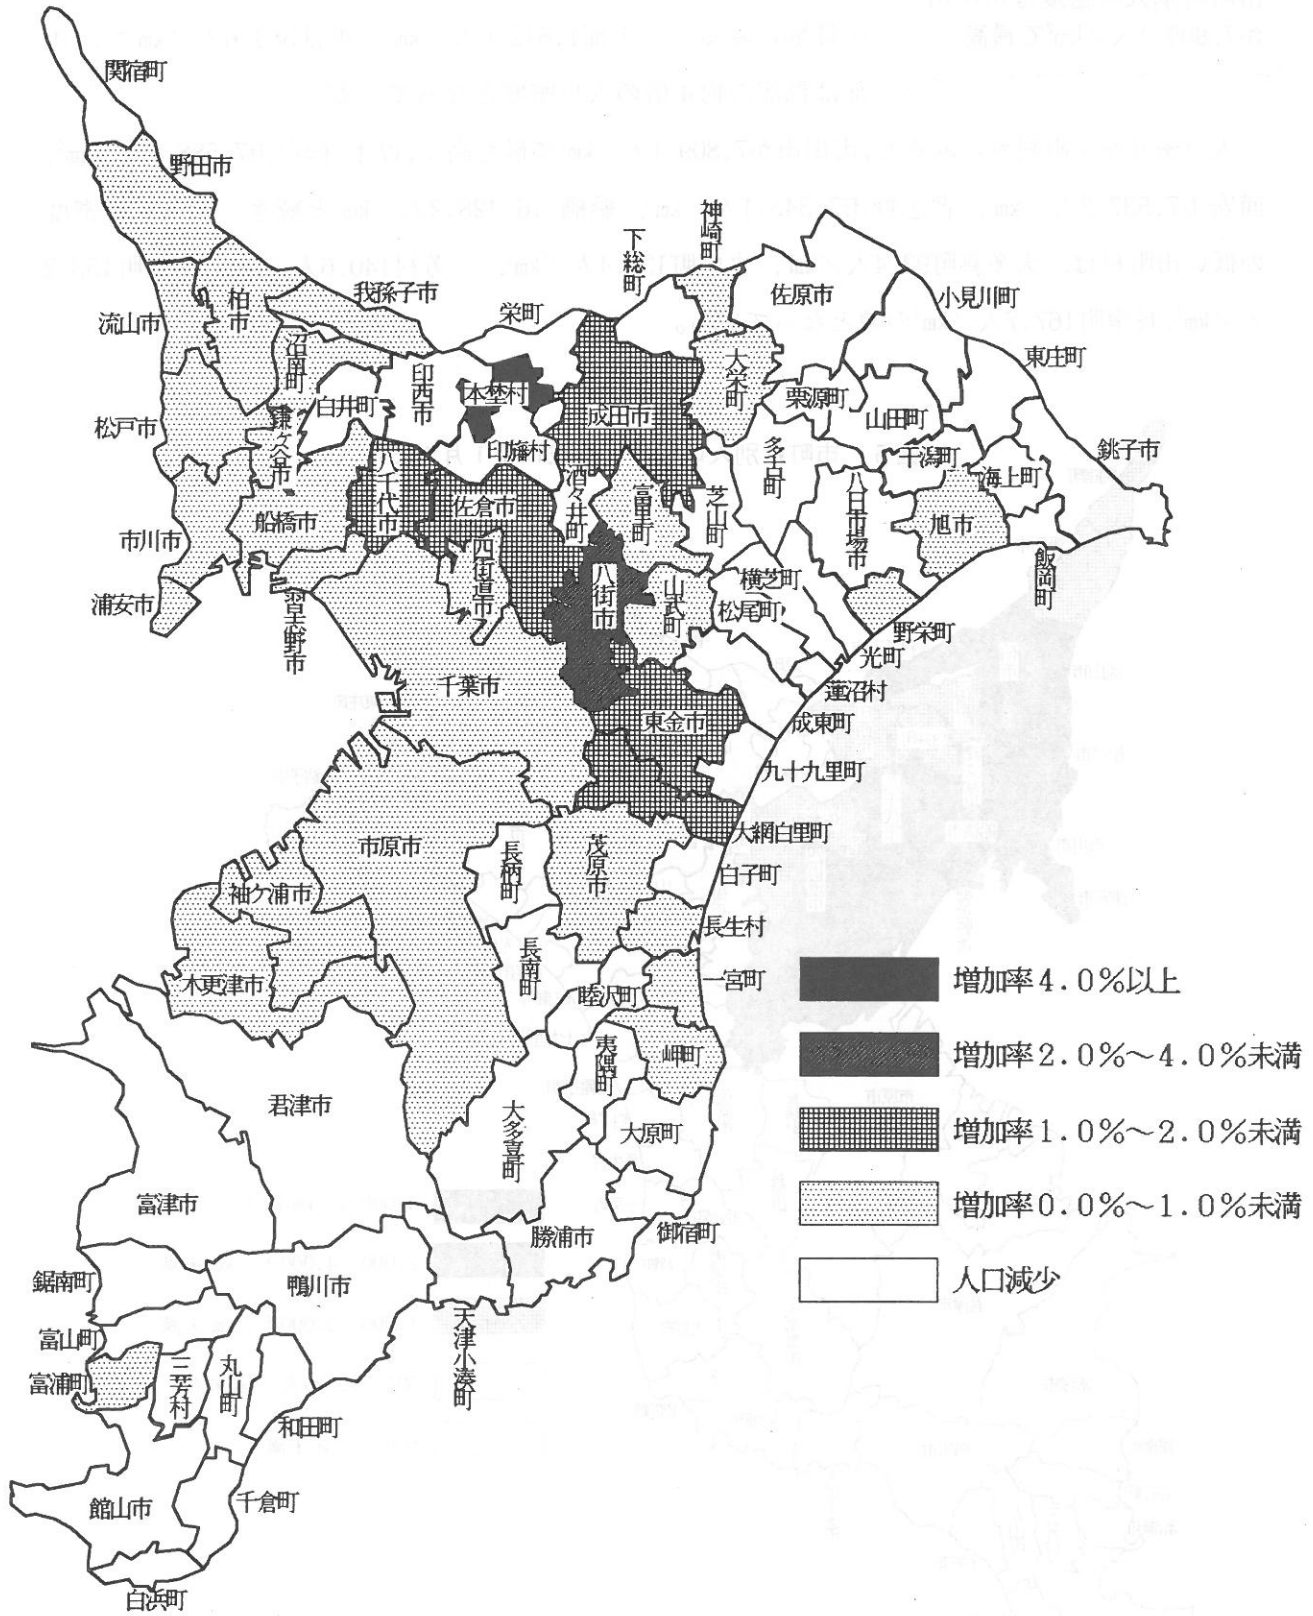 関宿町
野田市
柏市
流山市
我孫子市
沼南町
松戸市
鎌ヶ谷市
白井町
印西市
栄町
本埜村
印旛村
下総町
神崎町
成田市
大栄町
佐原市
小見川町
東庄町
銚子市
栗源町
山田町
多古町
干潟町
海上町
旭市
飯岡町
八日市場市
芝山町
富里町
酒々井町
佐倉市
八千代市
船橋市
市川市
浦安市
習志野市
四街道市
八街市
山武町
横芝町
松尾町
野栄町
光町
蓮沼村
成東町
千葉市
東金市
九十九里町
大網白里町
白子町
市原市
長柄町
茂原市
袖ケ浦市
長生村
長南町
木更津市
睦沢町
一宮町
夷隅町
岬町
君津市
大多喜町
大原町
富津市
勝浦市
御宿町
鋸南町
鴨川市
富山町
天津小湊町
富浦町
三芳村
丸山町
和田町
館山市
千倉町
白浜町
増加率4.0%以上
増加率2.0%～4.0%未満
増加率1.0%～2.0%未満
増加率0.0%～1.0%未満
人口減少